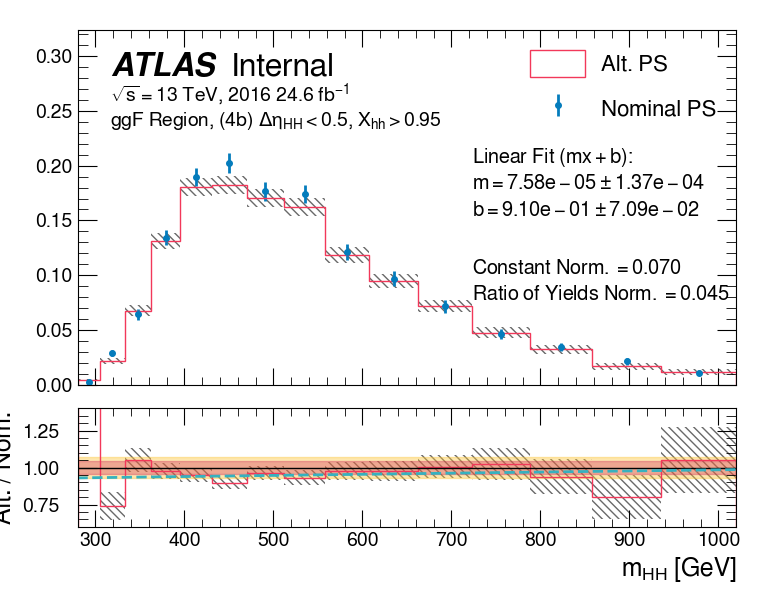 ATLAS Internal
√s = 13 TeV, 2016 24.6 fb⁻¹
ggF Region, (4b) Δη_HH < 0.5, X_hh > 0.95
Alt. PS
Nominal PS
Linear Fit (mx + b):
m = 7.58e − 05 ± 1.37e − 04
b = 9.10e − 01 ± 7.09e − 02
Constant Norm. = 0.070
Ratio of Yields Norm. = 0.045
0.30
0.25
0.20
0.15
0.10
0.05
0.00
Alt. / Nom.
1.25
1.00
0.75
300 400 500 600 700 800 900 1000
m_HH [GeV]